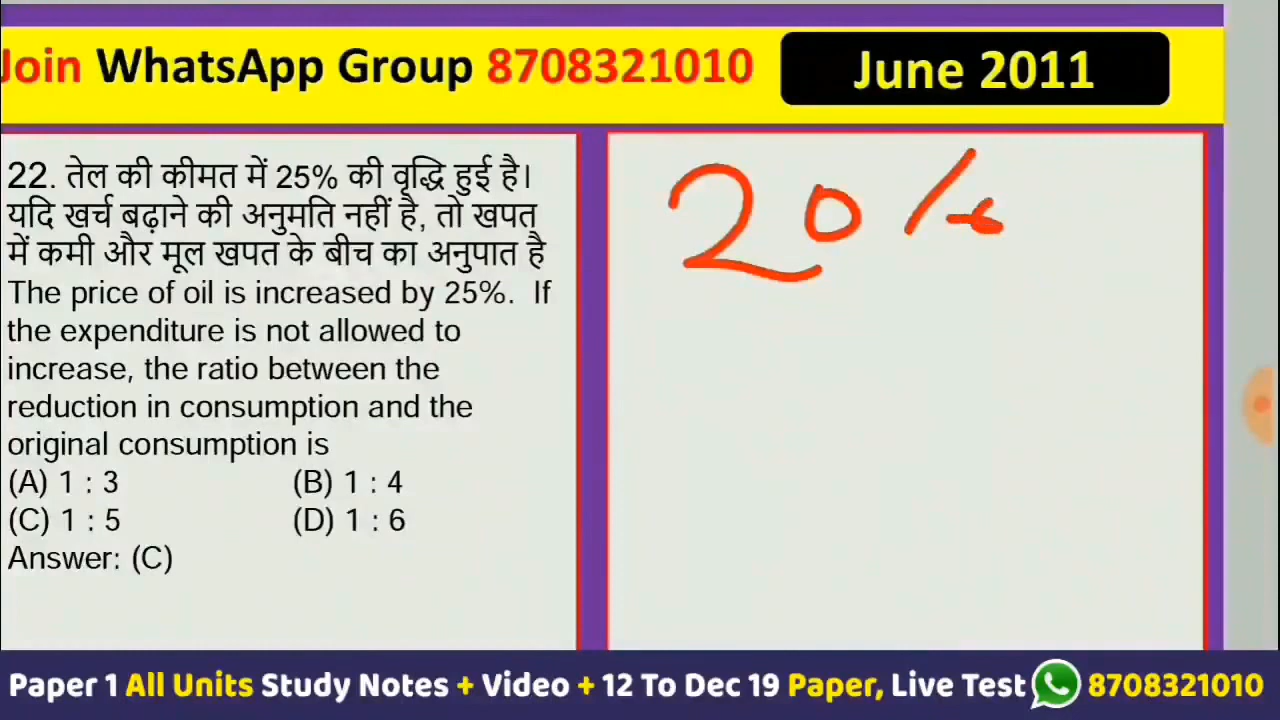 Join WhatsApp Group 8708321010
June 2011
22. तेल की कीमत में 25% की वृद्धि हुई है।
यदि खर्च बढ़ाने की अनुमति नहीं है, तो खपत
में कमी और मूल खपत के बीच का अनुपात है
The price of oil is increased by 25%. If
the expenditure is not allowed to
increase, the ratio between the
reduction in consumption and the
original consumption is
(A) 1 : 3 (B) 1 : 4
(C) 1 : 5 (D) 1 : 6
Answer: (C)
20%
Paper 1 All Units Study Notes + Video + 12 To Dec 19 Paper, Live Test 8708321010